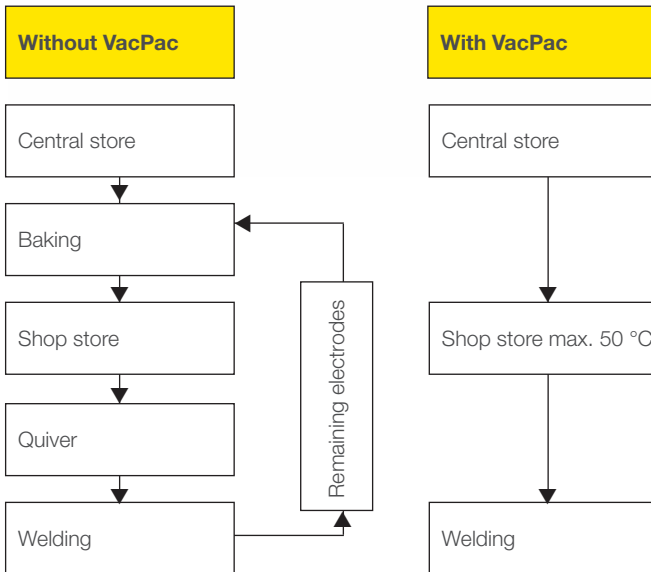 Without VacPac
Central store
Baking
Shop store
Quiver
Welding
Remaining electrodes
With VacPac
Central store
Shop store max. 50 °C
Welding